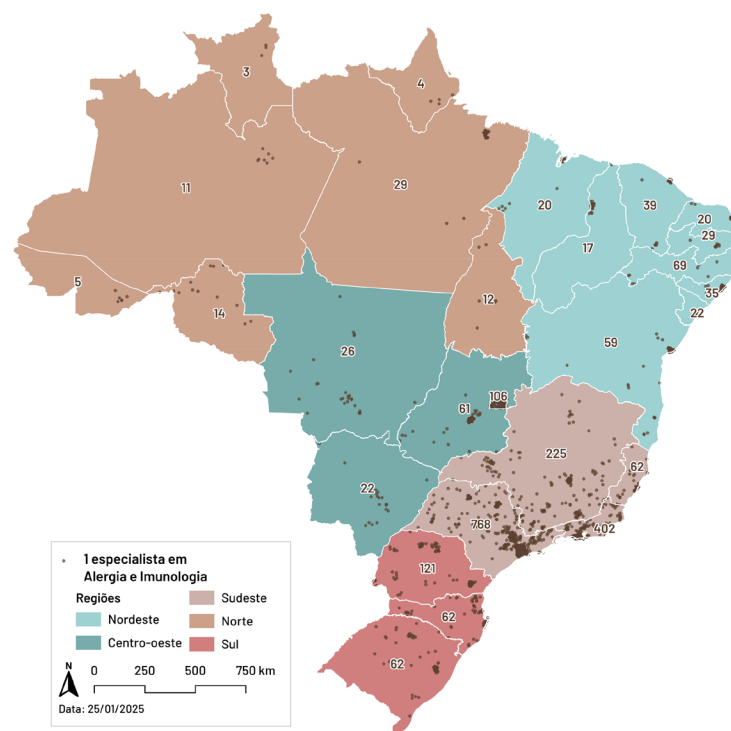 3
4
11
29
5
14
12
20
17
39
20
29
69
35
22
59
26
61
106
22
225
62
768
402
121
62
62
1 especialista em
Alergia e Imunologia
Regiões
Nordeste
Centro-oeste
Sudeste
Norte
Sul
N
0 250 500 750 km
Data: 25/01/2025